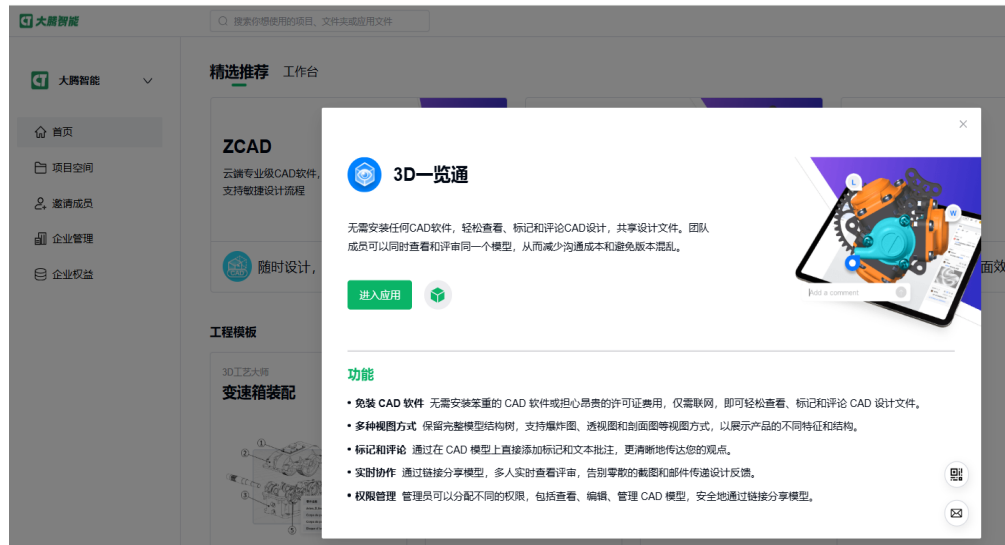 大腾智能
搜索你想使用的项目、文件夹或应用文件
大腾智能
首页
项目空间
邀请成员
企业管理
企业权益
精选推荐 工作台
ZCAD
云端专业级CAD软件，
支持敏捷设计流程
随时设计，
面效
工程模板
3D工艺大师
变速箱装配
3D一览通
无需安装任何CAD软件，轻松查看、标记和评论CAD设计，共享设计文件。团队
成员可以同时查看和评审同一个模型，从而减少沟通成本和避免版本混乱。
进入应用
L
W
Add a comment
功能
• 免装 CAD 软件 无需安装笨重的 CAD 软件或担心昂贵的许可证费用，仅需联网，即可轻松查看、标记和评论 CAD 设计文件。
• 多种视图方式 保留完整模型结构树，支持爆炸图、透视图和剖面图等视图方式，以展示产品的不同特征和结构。
• 标记和评论 通过在 CAD 模型上直接添加标记和文本批注，更清晰地传达您的观点。
• 实时协作 通过链接分享模型，多人实时查看评审，告别零散的截图和邮件传递设计反馈。
• 权限管理 管理员可以分配不同的权限，包括查看、编辑、管理 CAD 模型，安全地通过链接分享模型。